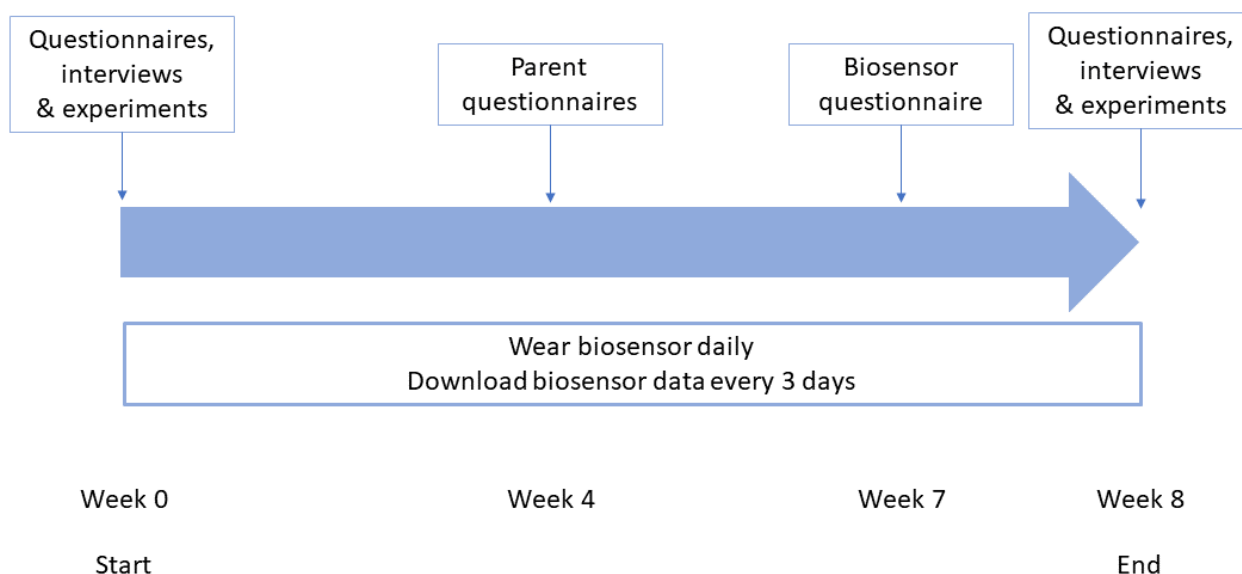 Questionnaires,
interviews
& experiments
Parent
questionnaires
Biosensor
questionnaire
Questionnaires,
interviews
& experiments
Wear biosensor daily
Download biosensor data every 3 days
Week 0
Week 4
Week 7
Week 8
Start
End